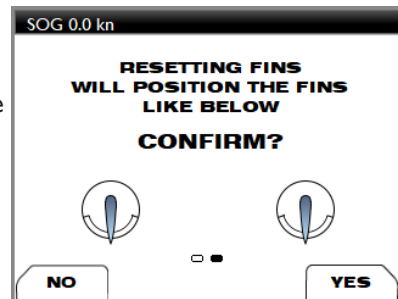 SOG 0.0 kn
RESETTING FINS
WILL POSITION THE FINS
LIKE BELOW
CONFIRM?
e
NO
YES